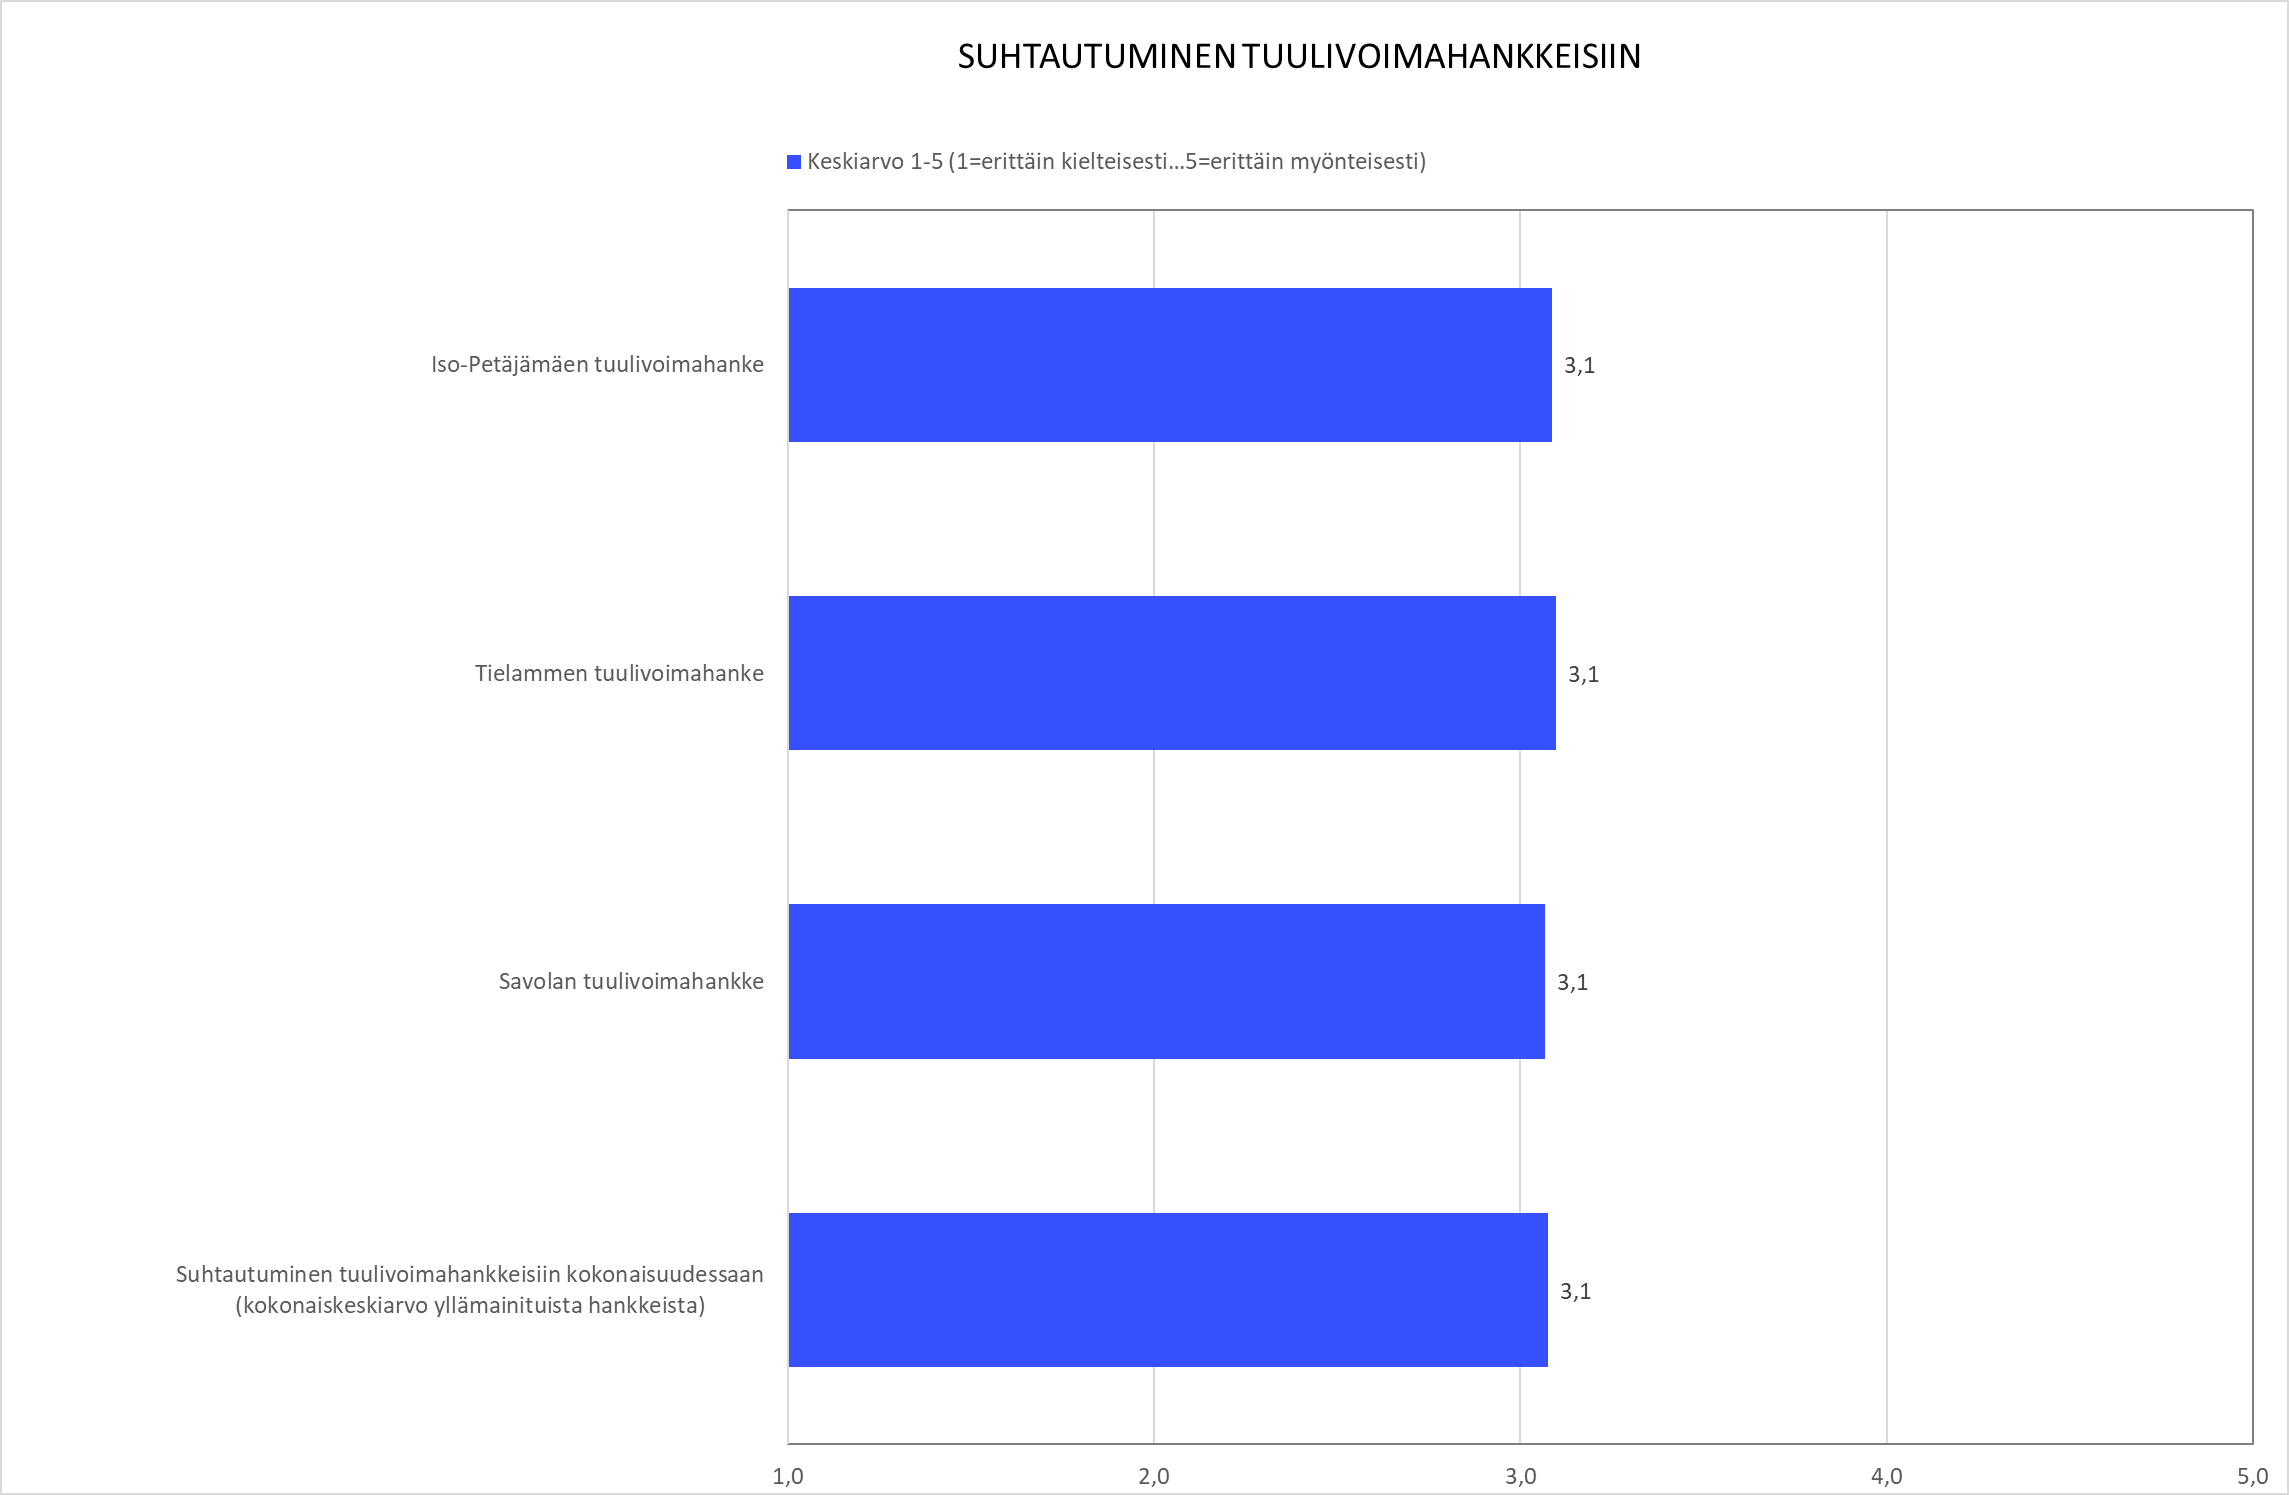 SUHTAUTUMINEN TUULIVOIMAHANKKEISIIN
Keskiarvo 1-5 (1=erittäin kielteisesti...5=erittäin myönteisesti)
Iso-Petäjämäen tuulivoimahanke
3,1
Tielammen tuulivoimahanke
3,1
Savolan tuulivoimahankke
3,1
Suhtautuminen tuulivoimahankkeisiin kokonaisuudessaan
(kokonaiskeskiarvo yllämainituista hankkeista)
3,1
1,0
2,0
3,0
4,0
5,0